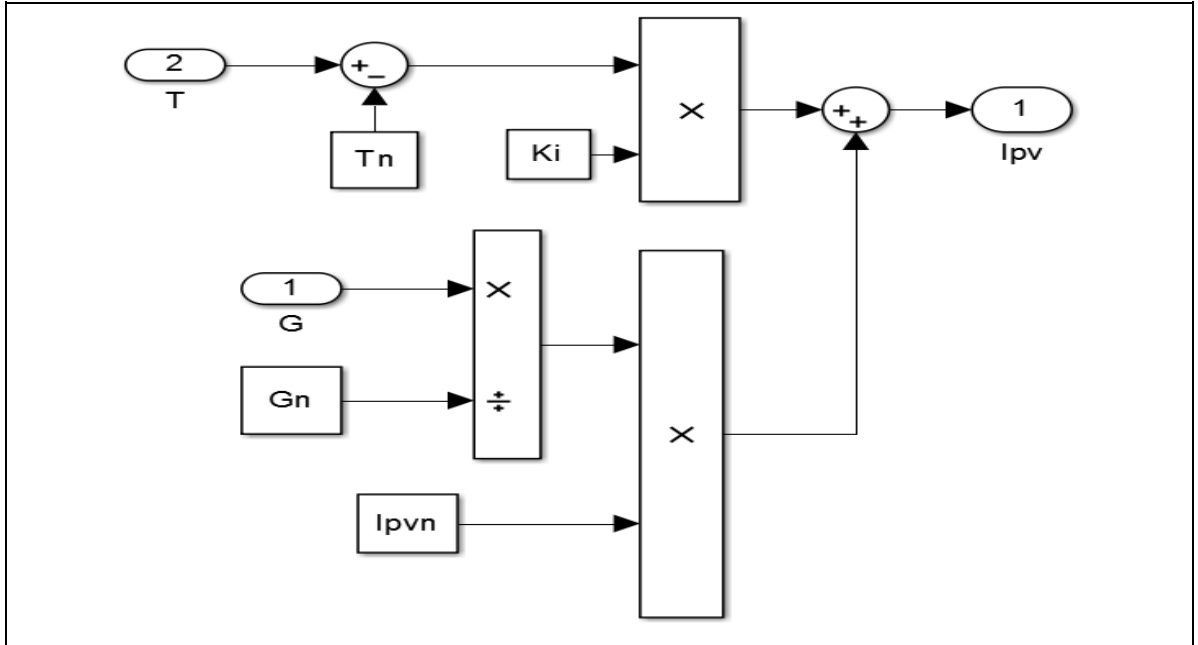 2
T
+
−
Tn
Ki
×
+
+
1
Ipv
1
G
Gn
×
÷
Ipvn
×